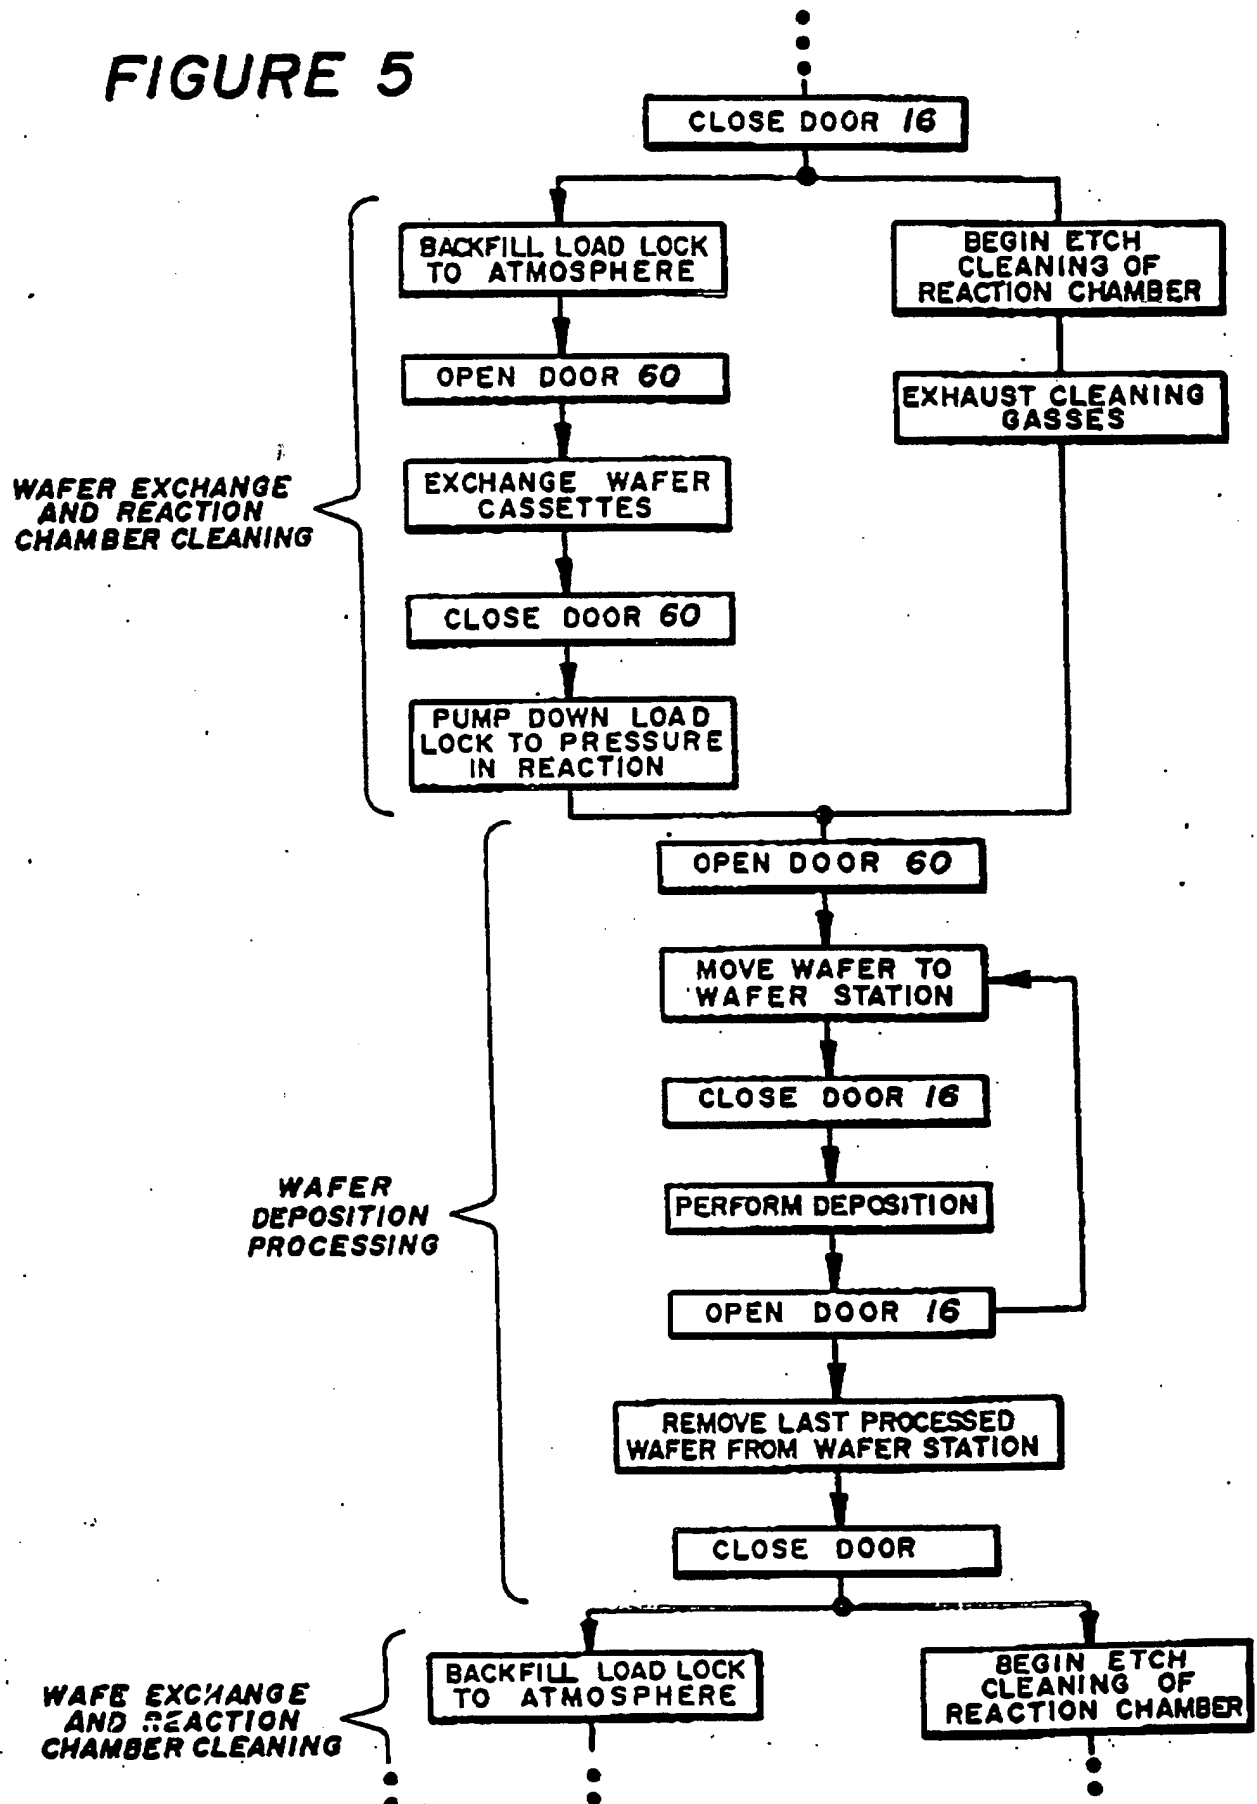 FIGURE 5
CLOSE DOOR 16
BACKFILL LOAD LOCK
TO ATMOSPHERE
BEGIN ETCH
CLEANING OF
REACTION CHAMBER
OPEN DOOR 60
EXHAUST CLEANING
GASSES
EXCHANGE WAFER
CASSETTES
WAFER EXCHANGE
AND REACTION
CHAMBER CLEANING
CLOSE DOOR 60
PUMP DOWN LOAD
LOCK TO PRESSURE
IN REACTION
OPEN DOOR 60
MOVE WAFER TO
WAFER STATION
CLOSE DOOR 16
PERFORM DEPOSITION
WAFER
DEPOSITION
PROCESSING
OPEN DOOR 16
REMOVE LAST PROCESSED
WAFER FROM WAFER STATION
CLOSE DOOR
BACKFILL LOAD LOCK
TO ATMOSPHERE
BEGIN ETCH
CLEANING OF
REACTION CHAMBER
WAFE EXCHANGE
AND REACTION
CHAMBER CLEANING